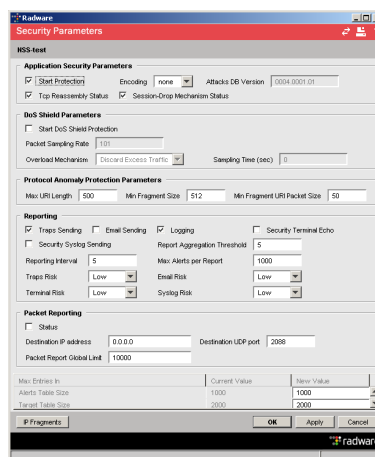 Radware
Security Parameters
NSS-test
Application Security Parameters
Start Protection Encoding none Attacks DB Version 0004.0001.01
Tcp Reassembly Status Session-Drop Mechanism Status
DoS Shield Parameters
Start DoS Shield Protection
Packet Sampling Rate 101
Overload Mechanism Discard Excess Traffic Sampling Time (sec) 0
Protocol Anomaly Protection Parameters
Max URI Length 500 Min Fragment Size 512 Min Fragment URI Packet Size 50
Reporting
Traps Sending Email Sending Logging Security Terminal Echo
Security Syslog Sending Report Aggregation Threshold 5
Reporting Interval 5 Max Alerts per Report 1000
Traps Risk Low Email Risk Low
Terminal Risk Low Syslog Risk Low
Packet Reporting
Status
Destination IP address 0.0.0.0 Destination UDP port 2088
Packet Report Global Limit 10000
Max Entries In Current Value New Value
Alerts Table Size 1000 1000
Target Table Size 2000 2000
IP Fragments OK Apply Cancel
radwar